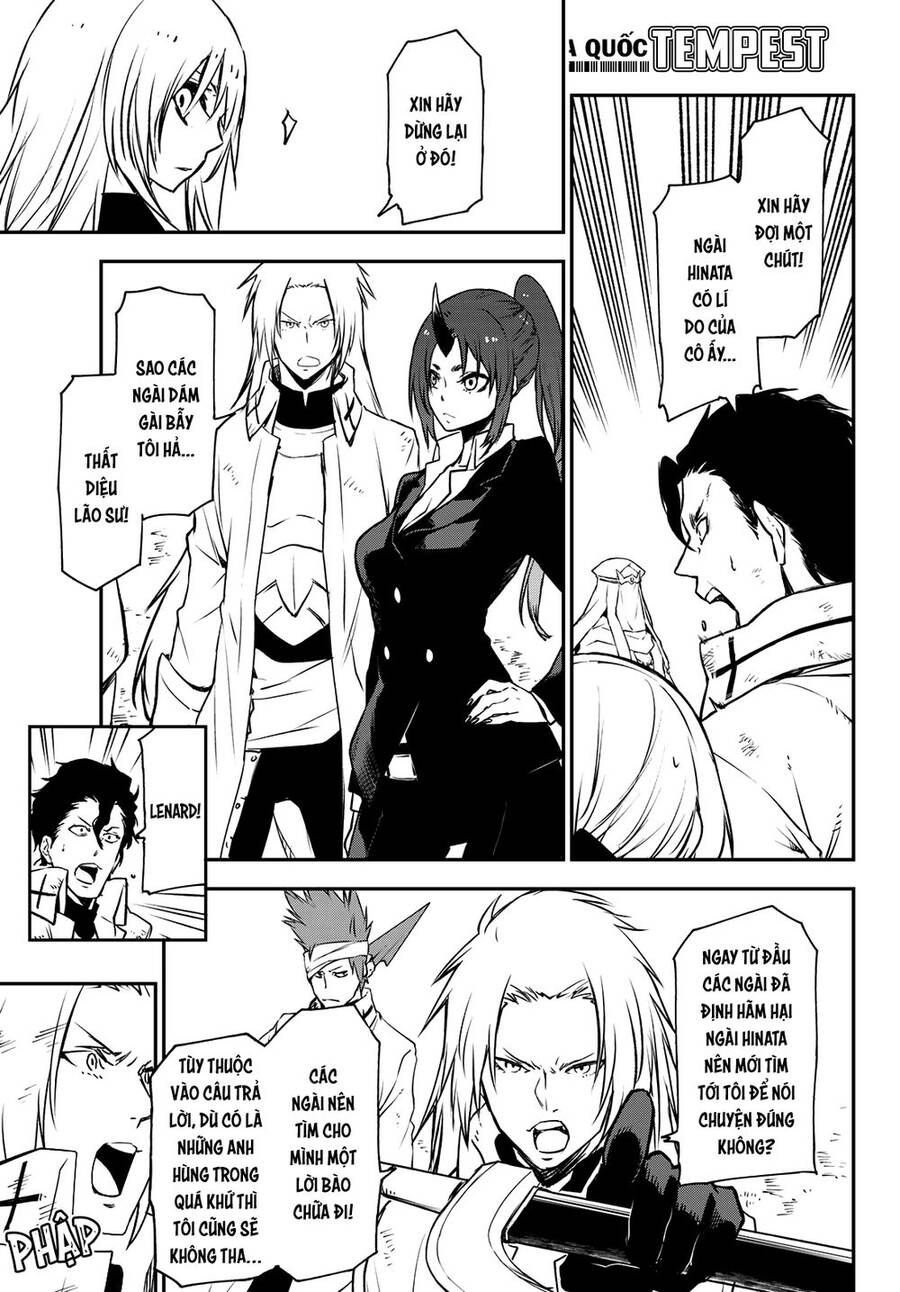 A QUỐC TEMPEST
XIN HÃY
ĐỢI MỘT
CHÚT!
NGÀI
HINATA
CÓ LÍ
DO CỦA
CÔ ẤY...
XIN HÃY
DỪNG LẠI
Ở ĐÓ!
SAO CÁC
NGÀI DÁM
GÀI BẪY
TÔI HẢ...
THẤT
DIỆU
LÃO SƯ!
LENARD!
NGAY TỪ ĐẦU
CÁC NGÀI ĐÃ
ĐỊNH HÃM HẠI
NGÀI HINATA
NÊN MỚI TÌM
TỚI TÔI ĐỂ NÓI
CHUYỆN ĐÚNG
KHÔNG?
CÁC
NGÀI NÊN
TÌM CHO
MÌNH MỘT
LỜI BÀO
CHỮA ĐI!
TÙY THUỘC
VÀO CÂU TRẢ
LỜI, DÙ CÓ LÀ
NHỮNG ANH
HÙNG TRONG
QUÁ KHỨ THÌ
TÔI CŨNG SẼ
KHÔNG THA...
PHẬP